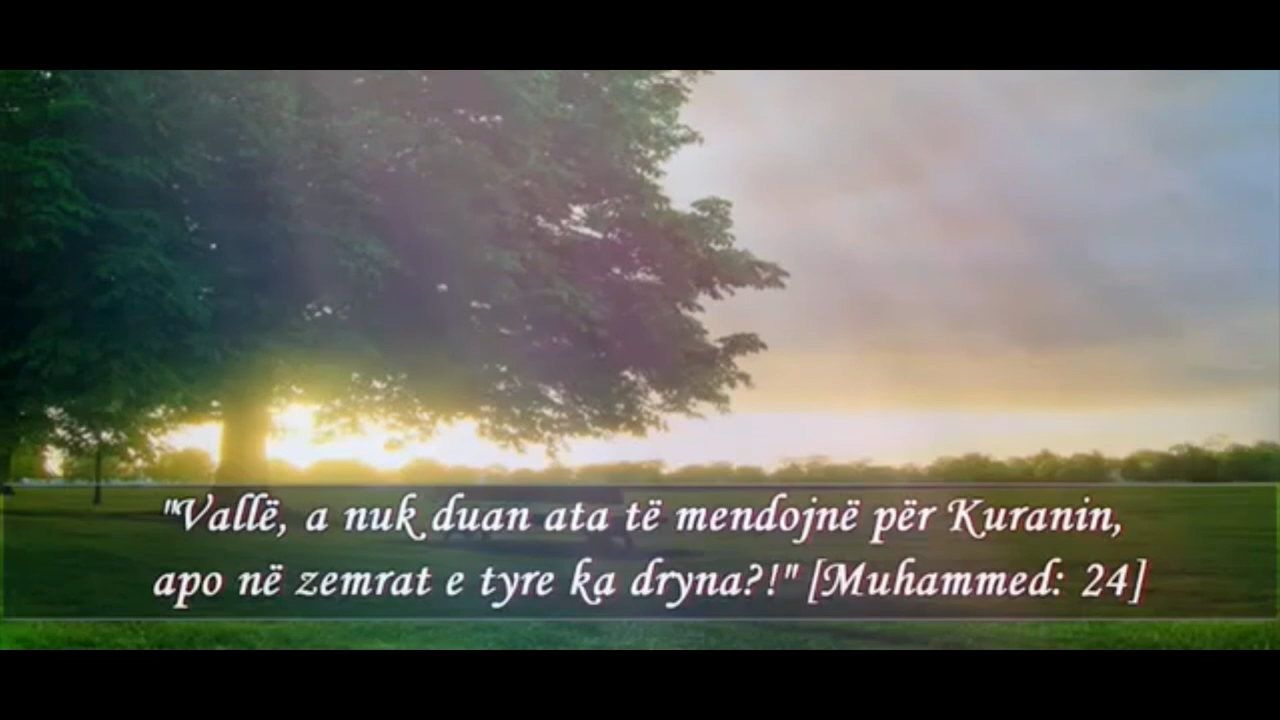 "Vallë, a nuk duan ata të mendojnë për Kuranin,
apo në zemrat e tyre ka dryna?!" [Muhammed: 24]